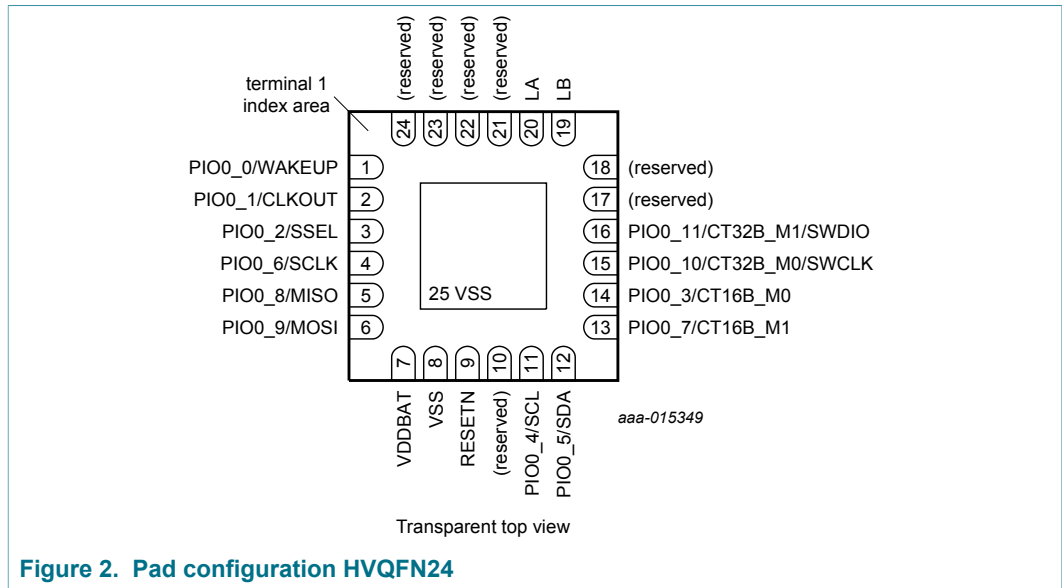 (reserved)
(reserved)
(reserved)
(reserved)
LA
LB
terminal 1
index area
24
23
22
21
20
19
PIO0_0/WAKEUP 1
PIO0_1/CLKOUT 2
PIO0_2/SSEL 3
PIO0_6/SCLK 4
PIO0_8/MISO 5
PIO0_9/MOSI 6
25 VSS
18 (reserved)
17 (reserved)
16 PIO0_11/CT32B_M1/SWDIO
15 PIO0_10/CT32B_M0/SWCLK
14 PIO0_3/CT16B_M0
13 PIO0_7/CT16B_M1
7
8
9
10
11
12
VDDBAT
VSS
RESETN
(reserved)
PIO0_4/SCL
PIO0_5/SDA
aaa-015349
Transparent top view
Figure 2. Pad configuration HVQFN24